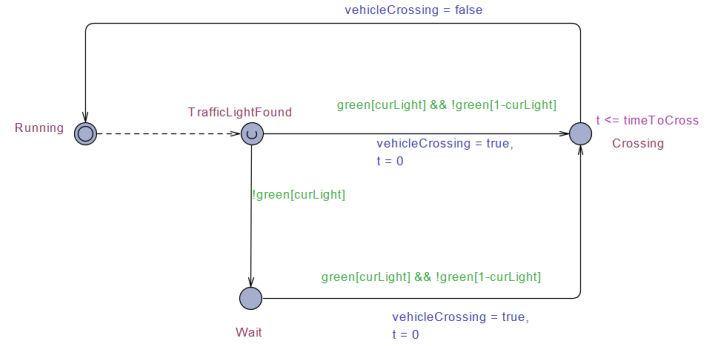 vehicleCrossing = false
TrafficLightFound
green[curLight] && !green[1-curLight]
Running
t <= timeToCross
Crossing
vehicleCrossing = true,
t = 0
!green[curLight]
green[curLight] && !green[1-curLight]
Wait
vehicleCrossing = true,
t = 0